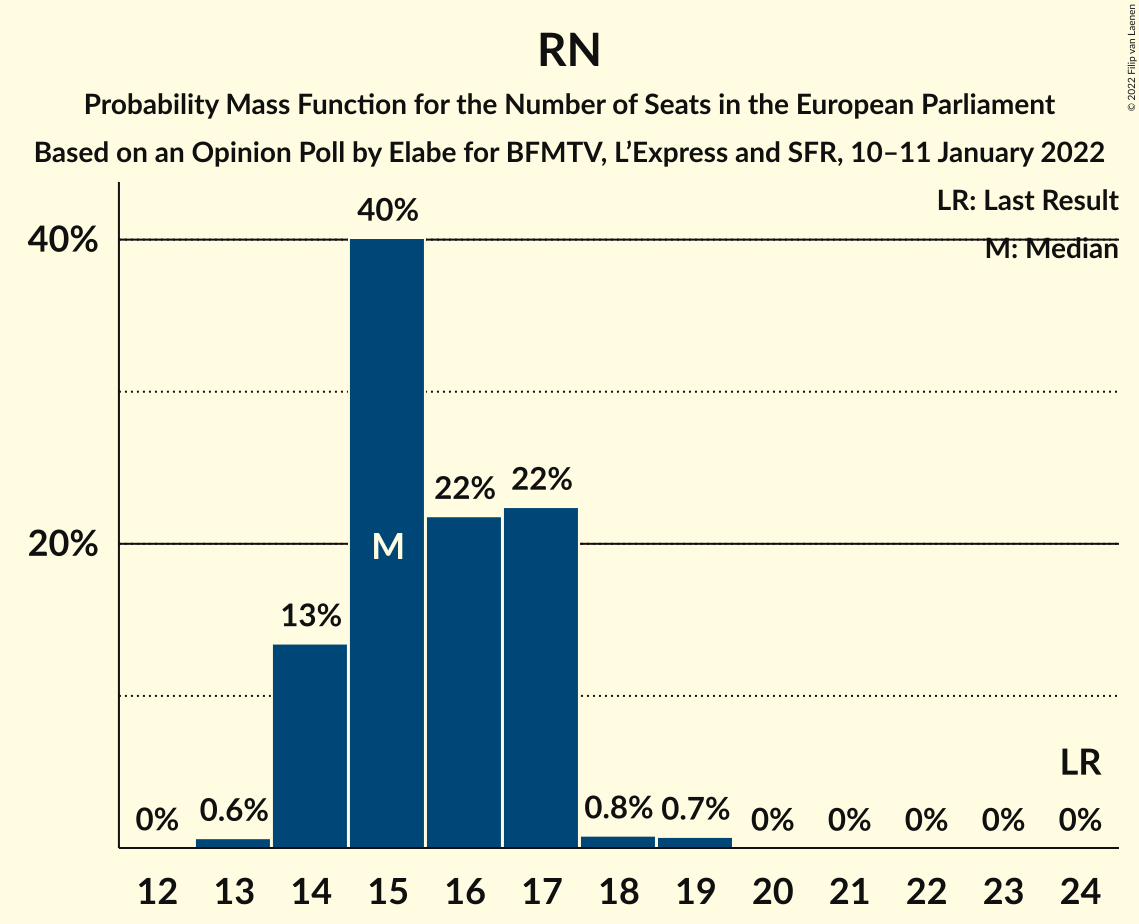 RN
Probability Mass Function for the Number of Seats in the European Parliament
Based on an Opinion Poll by Elabe for BFMTV, L’Express and SFR, 10–11 January 2022
© 2022 Filip van Laenen
LR: Last Result
M: Median
40%
20%
0%
0.6%
13%
40%
M
22%
22%
0.8%
0.7%
0%
0%
0%
0%
LR
0%
12 13 14 15 16 17 18 19 20 21 22 23 24